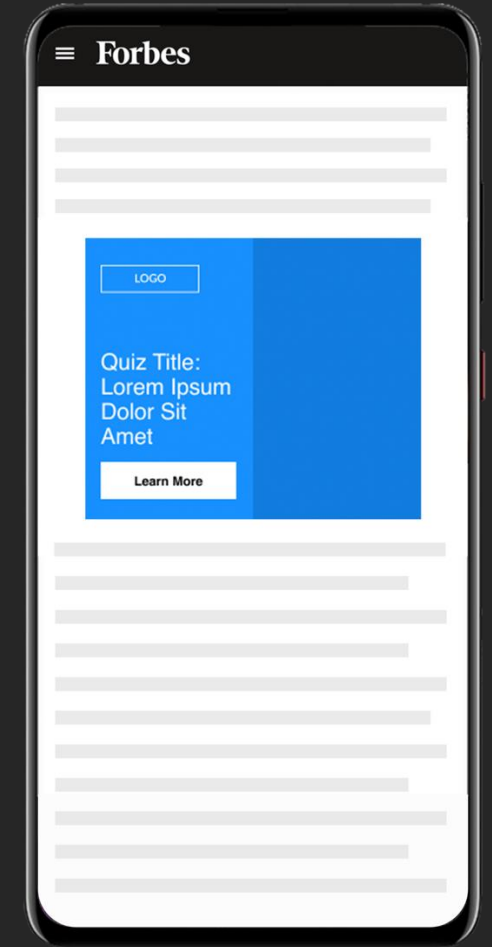 Forbes
LOGO
Quiz Title:
Lorem Ipsum
Dolor Sit
Amet
Learn More